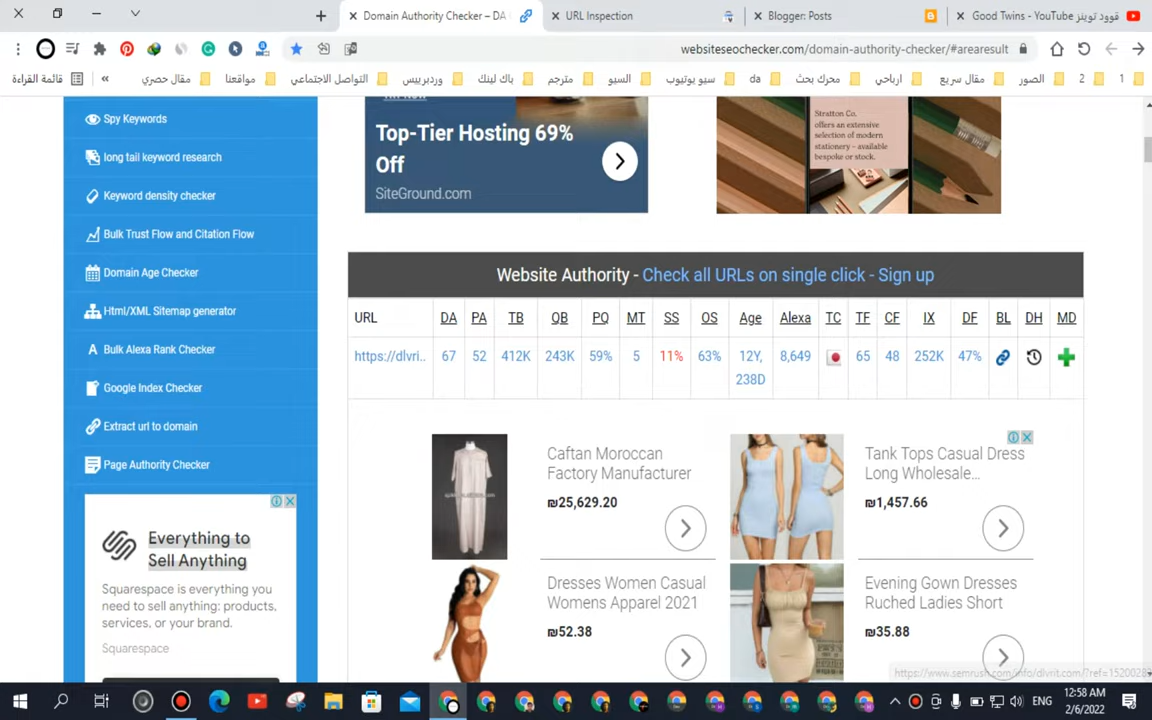 Domain Authority Checker – DA
URL Inspection
Blogger: Posts
Good Twins - YouTube قوود توينز
websiteseochecker.com/domain-authority-checker/#arearesult
قائمة القراءة
«
مقال حصري
مواقعنا
التواصل الاجتماعي
وردبريس
باك لينك
مترجم
السيو
سيو يوتيوب
da
محرك بحث
ارباحي
مقال سريع
الصور
2
1
Spy Keywords
long tail keyword research
Keyword density checker
Bulk Trust Flow and Citation Flow
Domain Age Checker
Html/XML Sitemap generator
Bulk Alexa Rank Checker
Google Index Checker
Extract url to domain
Page Authority Checker
Everything to
Sell Anything
Squarespace is everything you
need to sell anything: products,
services, or your brand.
Squarespace
Top-Tier Hosting 69%
Off
SiteGround.com
Stratton Co.
offers an extensive
selection of modern
stationery – available
bespoke or stock.
Website Authority - Check all URLs on single click - Sign up
URL DA PA TB QB PQ MT SS OS Age Alexa TC TF CF IX DF BL DH MD
https://dlvri.. 67 52 412K 243K 59% 5 11% 63% 12Y, 8,649 65 48 252K 47%
238D
Caftan Moroccan
Factory Manufacturer
₪25,629.20
Tank Tops Casual Dress
Long Wholesale...
₪1,457.66
Dresses Women Casual
Womens Apparel 2021
₪52.38
Evening Gown Dresses
Ruched Ladies Short
₪35.88
ENG
12:58 AM
2/6/2022